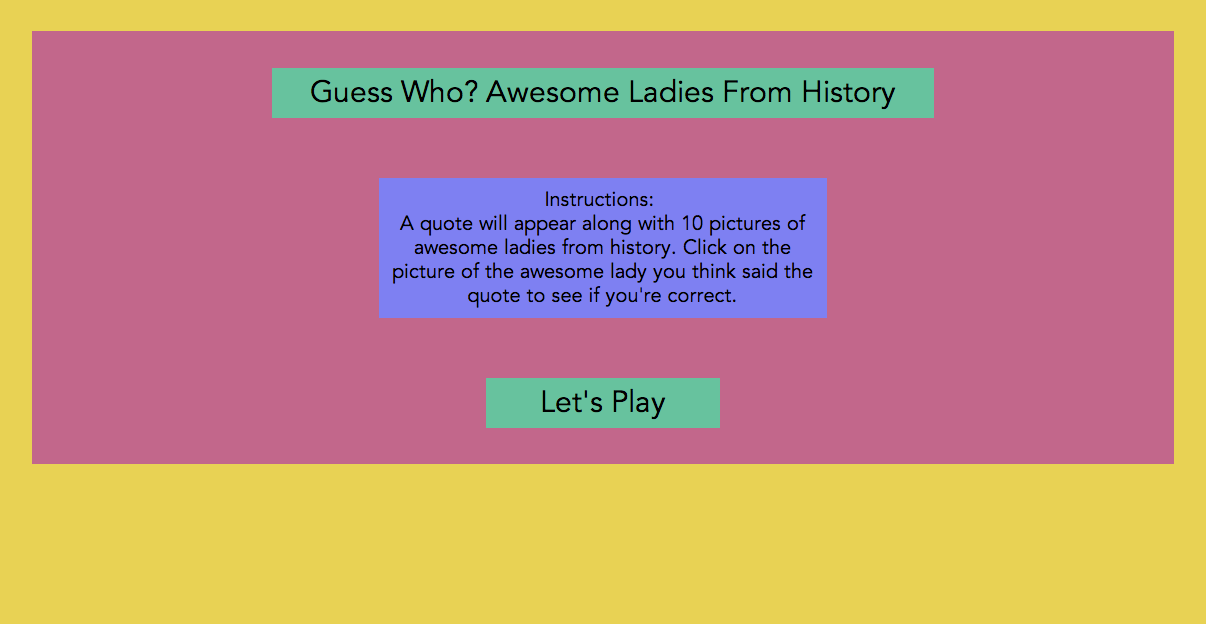 Guess Who? Awesome Ladies From History
Instructions:
A quote will appear along with 10 pictures of
awesome ladies from history. Click on the
picture of the awesome lady you think said the
quote to see if you're correct.
Let's Play